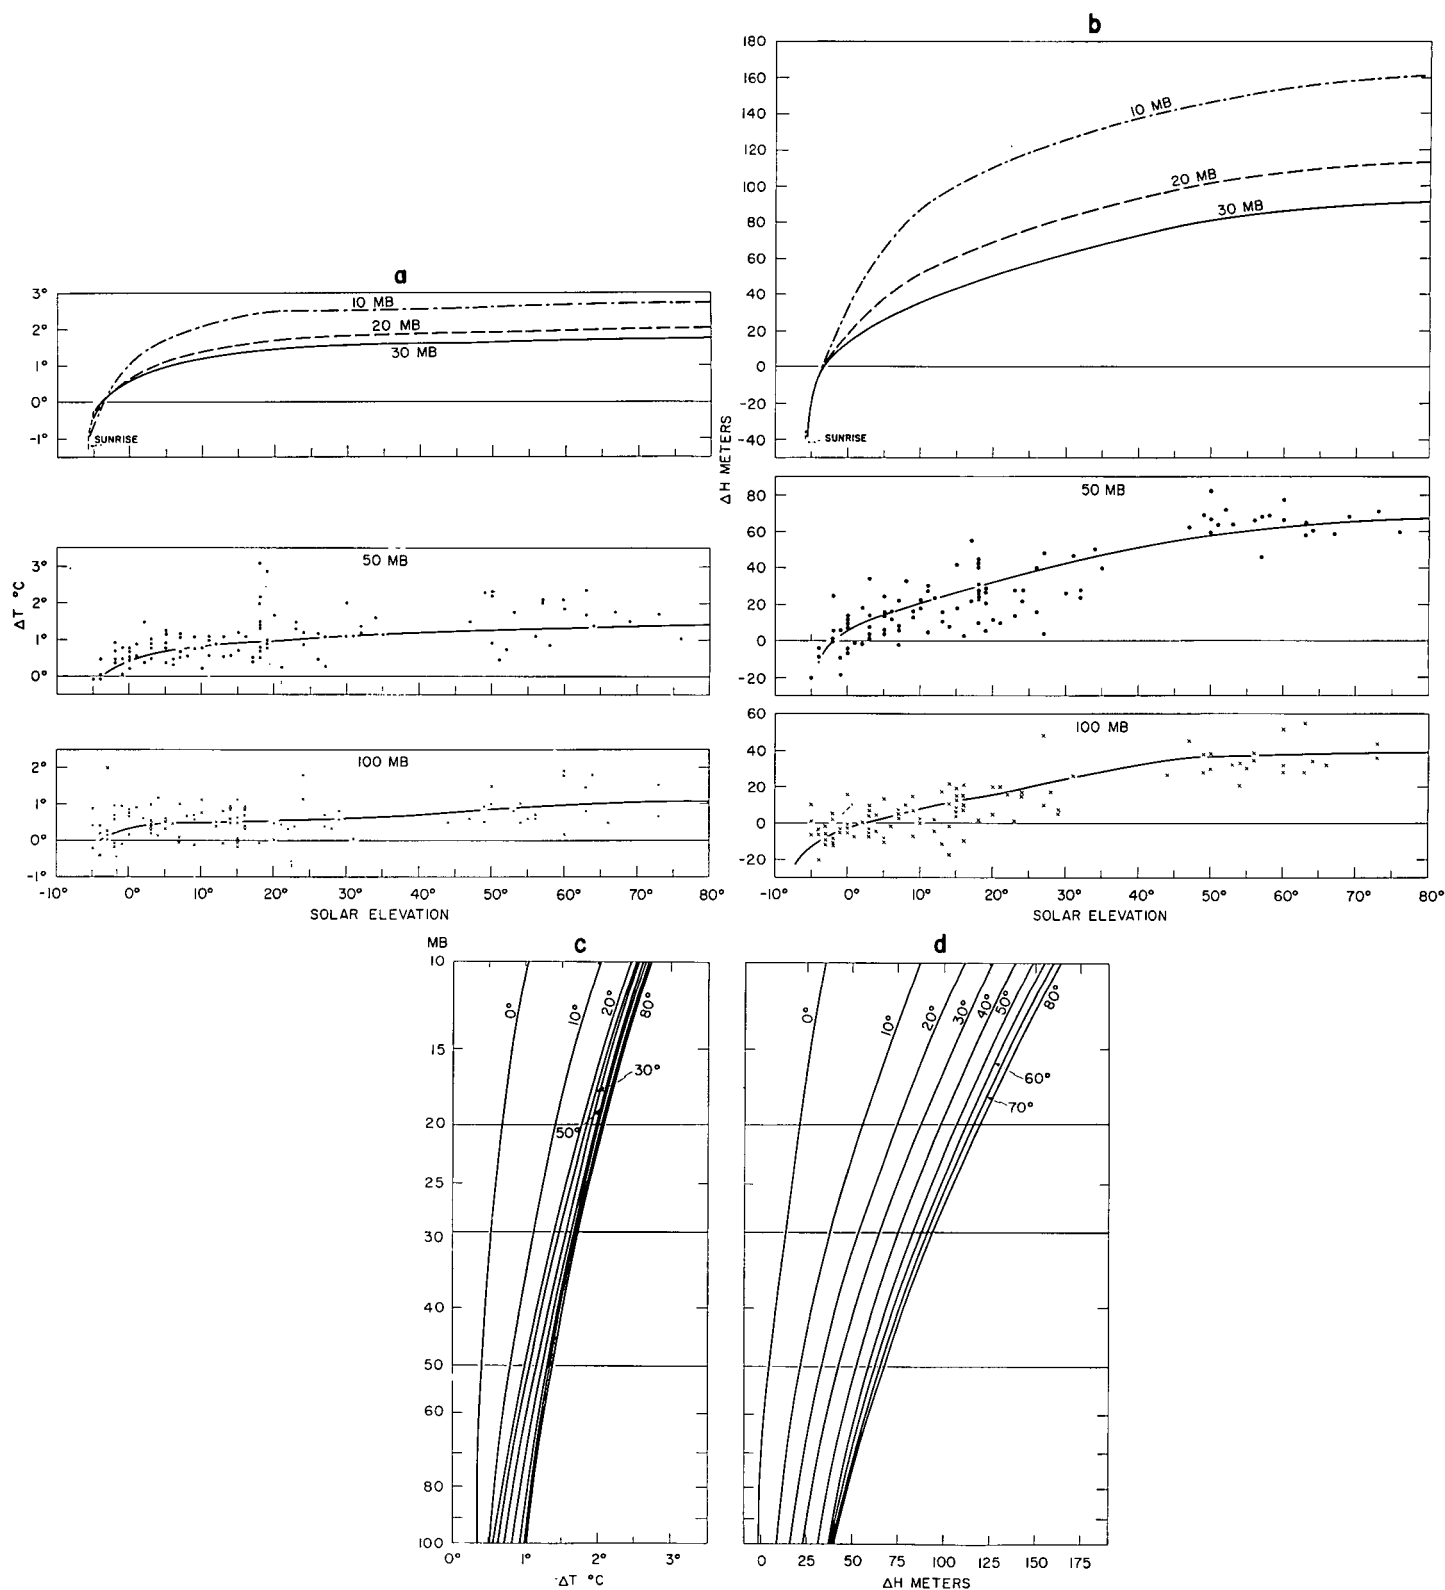 b
180
160
140
120
100
80
60
40
20
0
-20
-40
10 MB
20 MB
30 MB
SUNRISE
ΔH METERS
a
3°
2°
1°
0°
-1°
10 MB
20 MB
30 MB
SUNRISE
50 MB
3°
2°
1°
0°
ΔT °C
50 MB
80
60
40
20
0
-20
100 MB
2°
1°
0°
-1°
-10° 0° 10° 20° 30° 40° 50° 60° 70° 80°
SOLAR ELEVATION
100 MB
60
40
20
0
-20
-10° 0° 10° 20° 30° 40° 50° 60° 70° 80°
SOLAR ELEVATION
c
MB
10
15
20
25
30
40
50
60
80
100
0° 10° 20° 80°
30°
50°
0° 1° 2° 3°
ΔT °C
d
0° 10° 20° 30° 40° 50° 80°
60°
70°
0 25 50 75 100 125 150 175
ΔH METERS